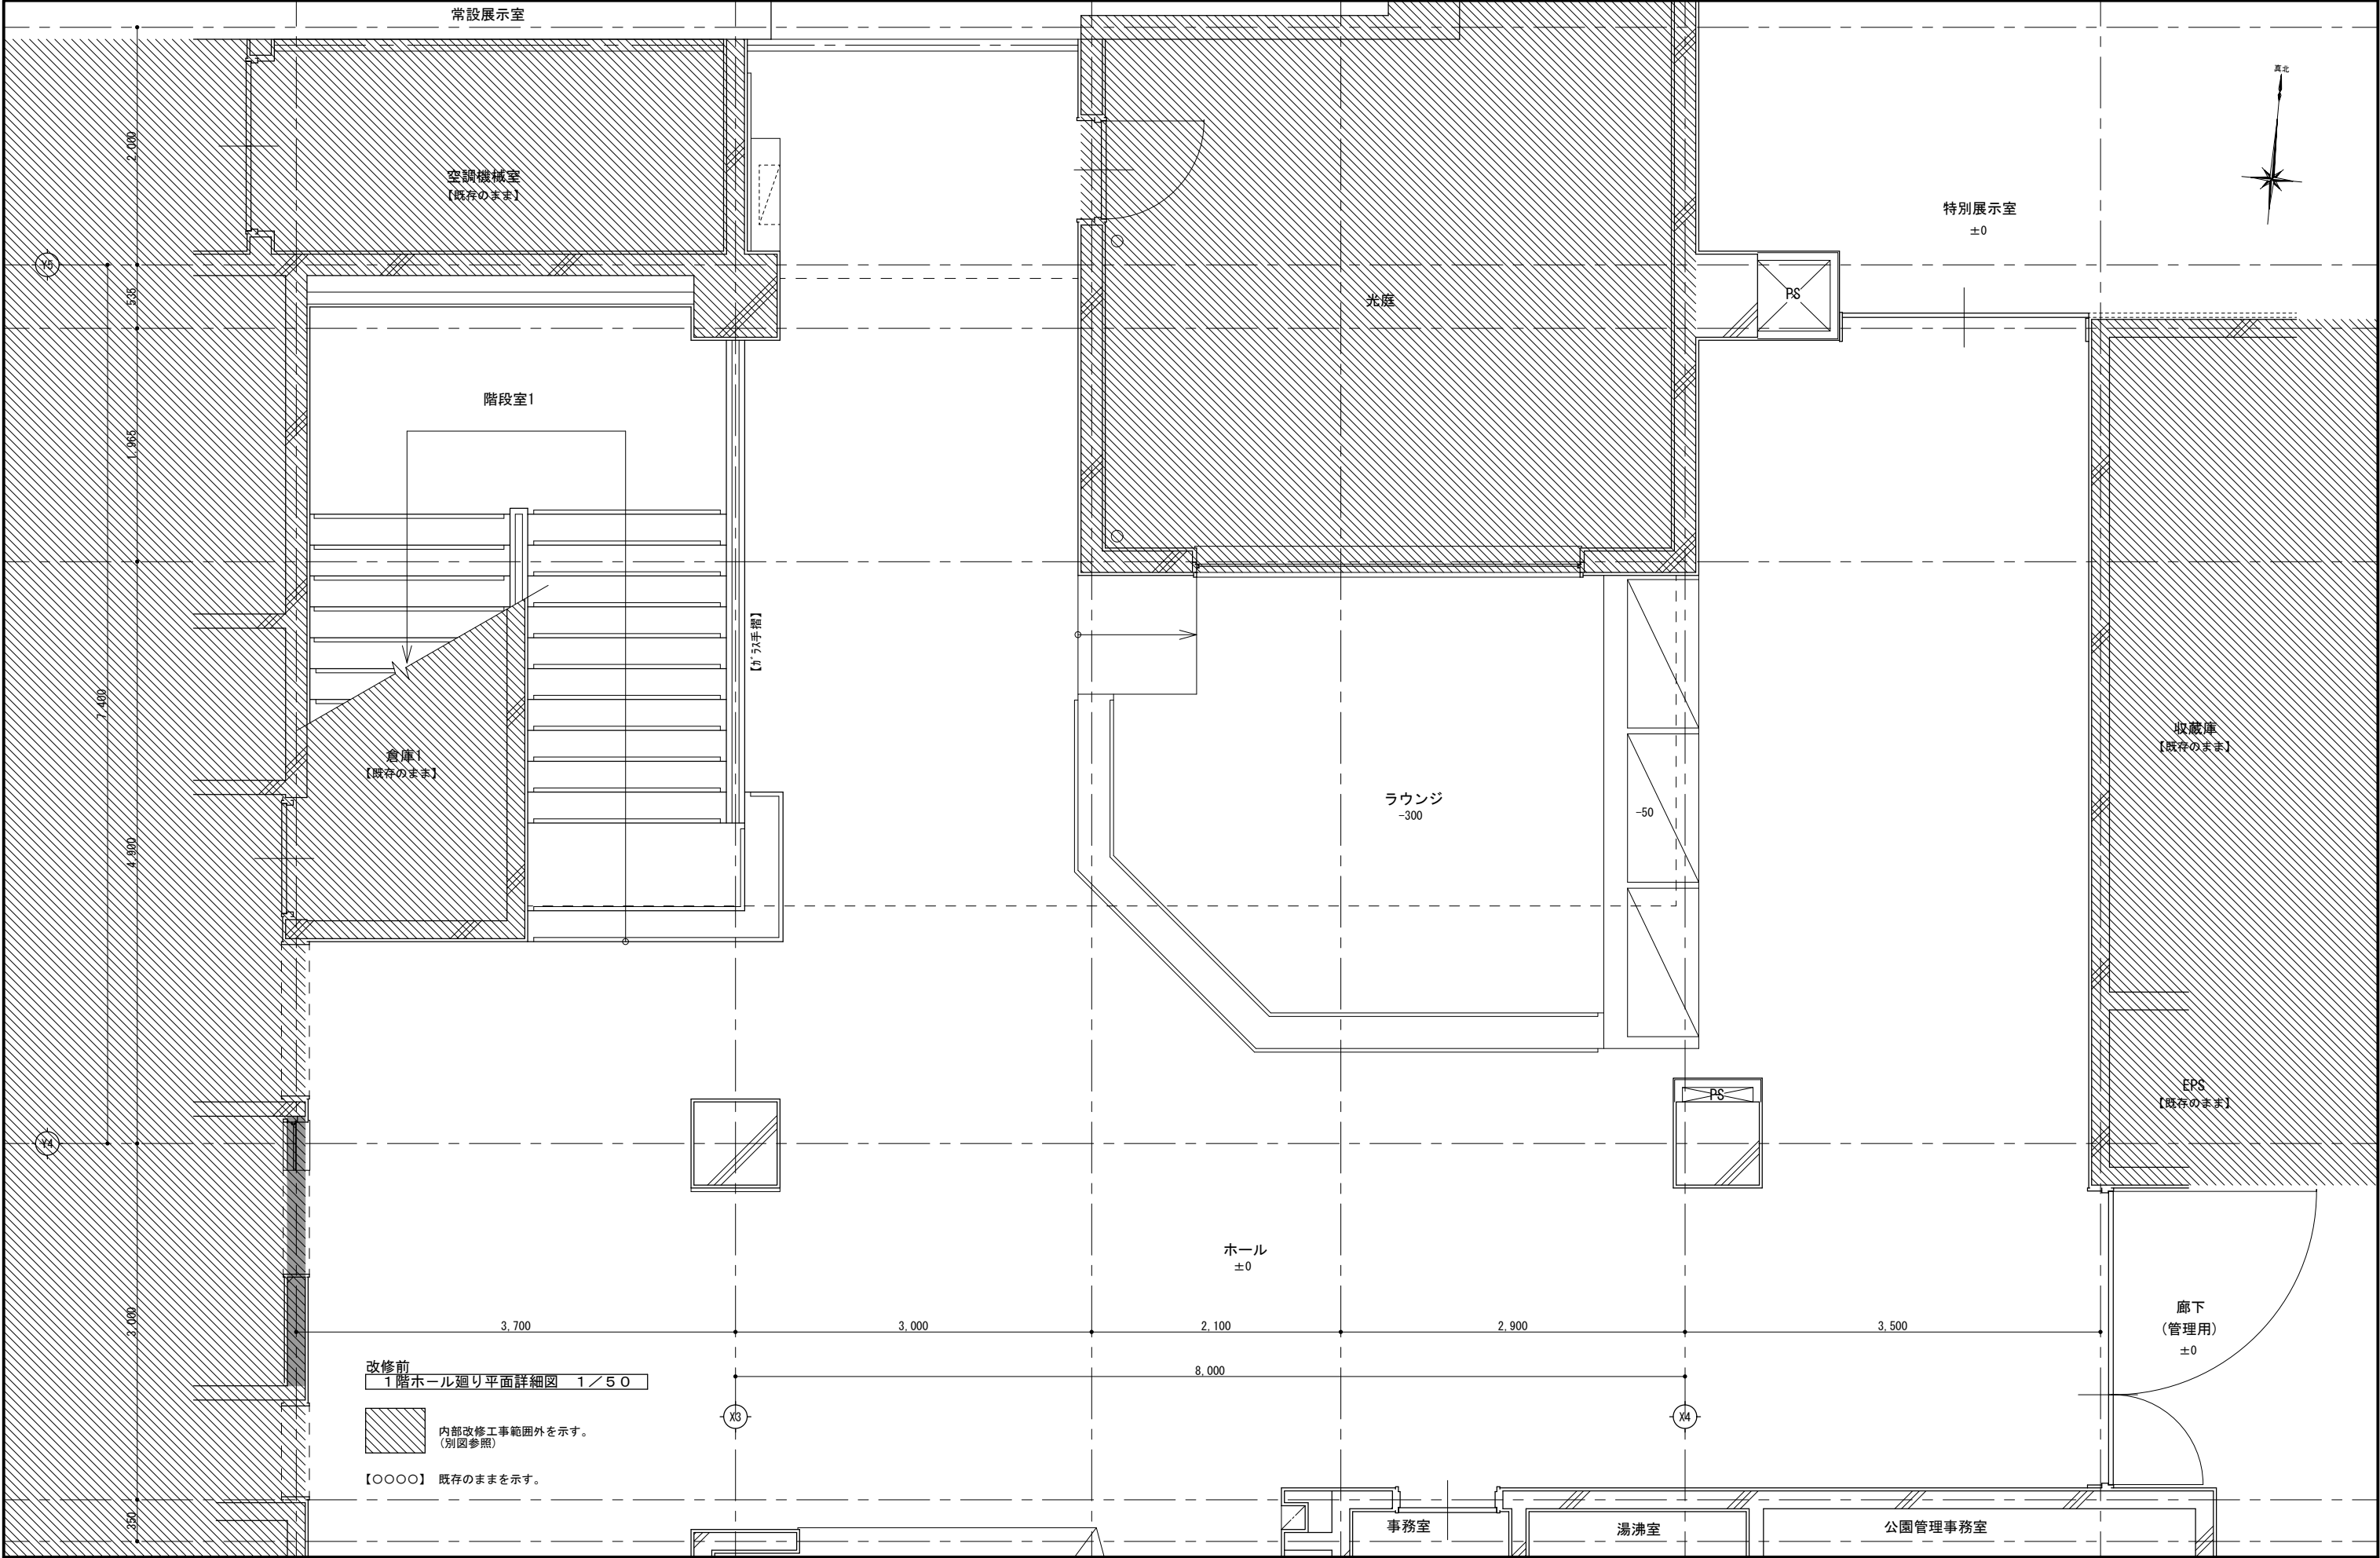 常設展示室
真北
2,000
空調機械室
【既存のまま】
特別展示室
±0
Y5
535
PS
光庭
階段室1
1,965
【ガラス手摺】
7,400
収蔵庫
【既存のまま】
倉庫1
【既存のまま】
ラウンジ
-300
-50
4,900
EPS
【既存のまま】
PS
Y4
ホール
±0
廊下
(管理用)
±0
3,000
3,700
3,000
2,100
2,900
3,500
改修前
1階ホール廻り平面詳細図 1/50
8,000
X3
X4
内部改修工事範囲外を示す。
(別図参照)
【○○○○】 既存のままを示す。
350
事務室
湯沸室
公園管理事務室